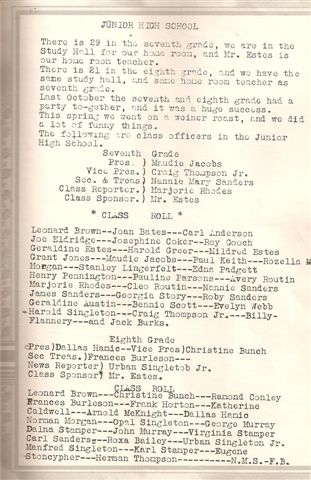 JUNIOR HIGH SCHOOL
There is 29 in the seventh grade, we are in the
Study Hall for our home room, and Mr. Estes is
our home room teacher.
There is 21 in the eighth grade, and we have the
same study hall, and same home room teacher as
seventh grade.
Last October the seventh and eighth grade had a
party to-gether, and it was a huge success.
This spring we went on a weiner roast, and we did
a lot of funny things.
The following are class officers in the Junior
High School.
Seventh Grade
Pres. ) Maudie Jacobs
Vice Pres. ) Craig Thompson Jr.
Sec. & Treas) Nannie Mary Sanders
Class Reporter.) Marjorie Rhodes
Class Sponsor.) Mr. Estes
* CLASS ROLL *
Leonard Brown--Joan Bates--Carl Anderson
Joe Eldridge--Josephine Coker--Roy Gooch
Geraldine Estes---Harold Greer--Mildred Estes
Grant Jones---Maudie Jacobs--Paul Keith--Rozella M
Morgan---Stanley Lingerfelt---Edna Padgett
Henry Pennington---Pauline Parsons---Avery Routin
Marjorie Rhodes---Cleo Routin---Nannie Sanders
James Sanders---Georgia Story--Roby Sanders
Geraldine Austin---Bennie Scott--Evelyn Webb
Harold Singleton---Craig Thompson Jr.---Billy-
Flannery---and Jack Burks.
Eighth Grade
Pres)Dallas Hamic--Vice Pres)Christine Bunch
Sec Treas.)Frances Burleson---
News Reporter) Urban Singletob Jr.
Class Sponsor) Mr. Estes.
CLASS ROLL
Leonard Brown---Christine Bunch---Ramond Conley
Frances Burleson---Frank Horton---Katherine
Caldwell---Arnold McKnight---Dallas Hamic
Norman Morgan---Opal Singleton---George Murray
Dalna Stamper---John Murray---Virginia Stamper
Carl Sanders---Roxa Bailey---Urban Singleton Jr.
Manfred Singleton---Karl Stamper---Eugene
Stoncypher---Herman Thompson----------N.M.S.-F.B.